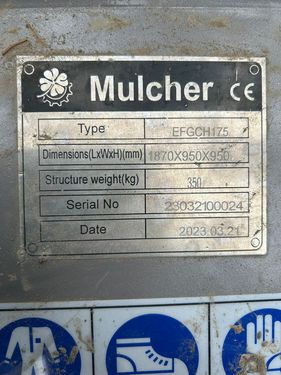 Mulcher CE
Type EFGCH175
Dimensions(LxWxH)(mm) 1870X950X950
Structure weight(kg) 350
Serial No 23032100024
Date 2023.03.21